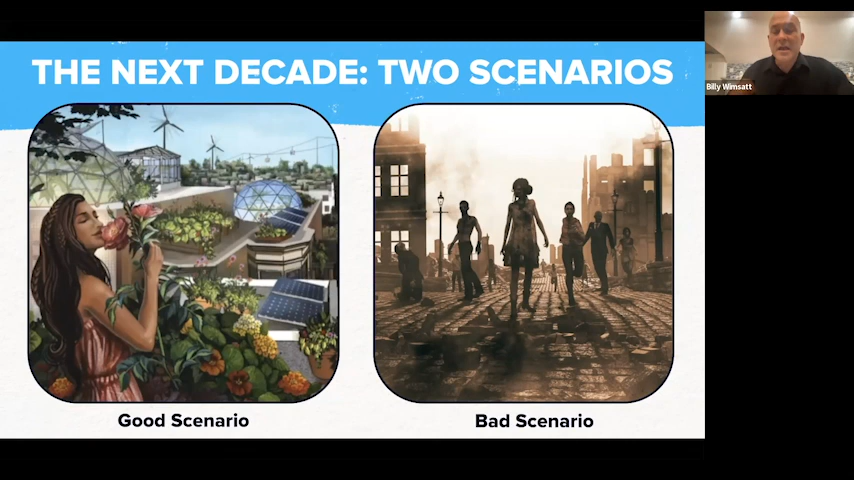 THE NEXT DECADE: TWO SCENARIOS
Good Scenario
Bad Scenario
Billy Wimsatt